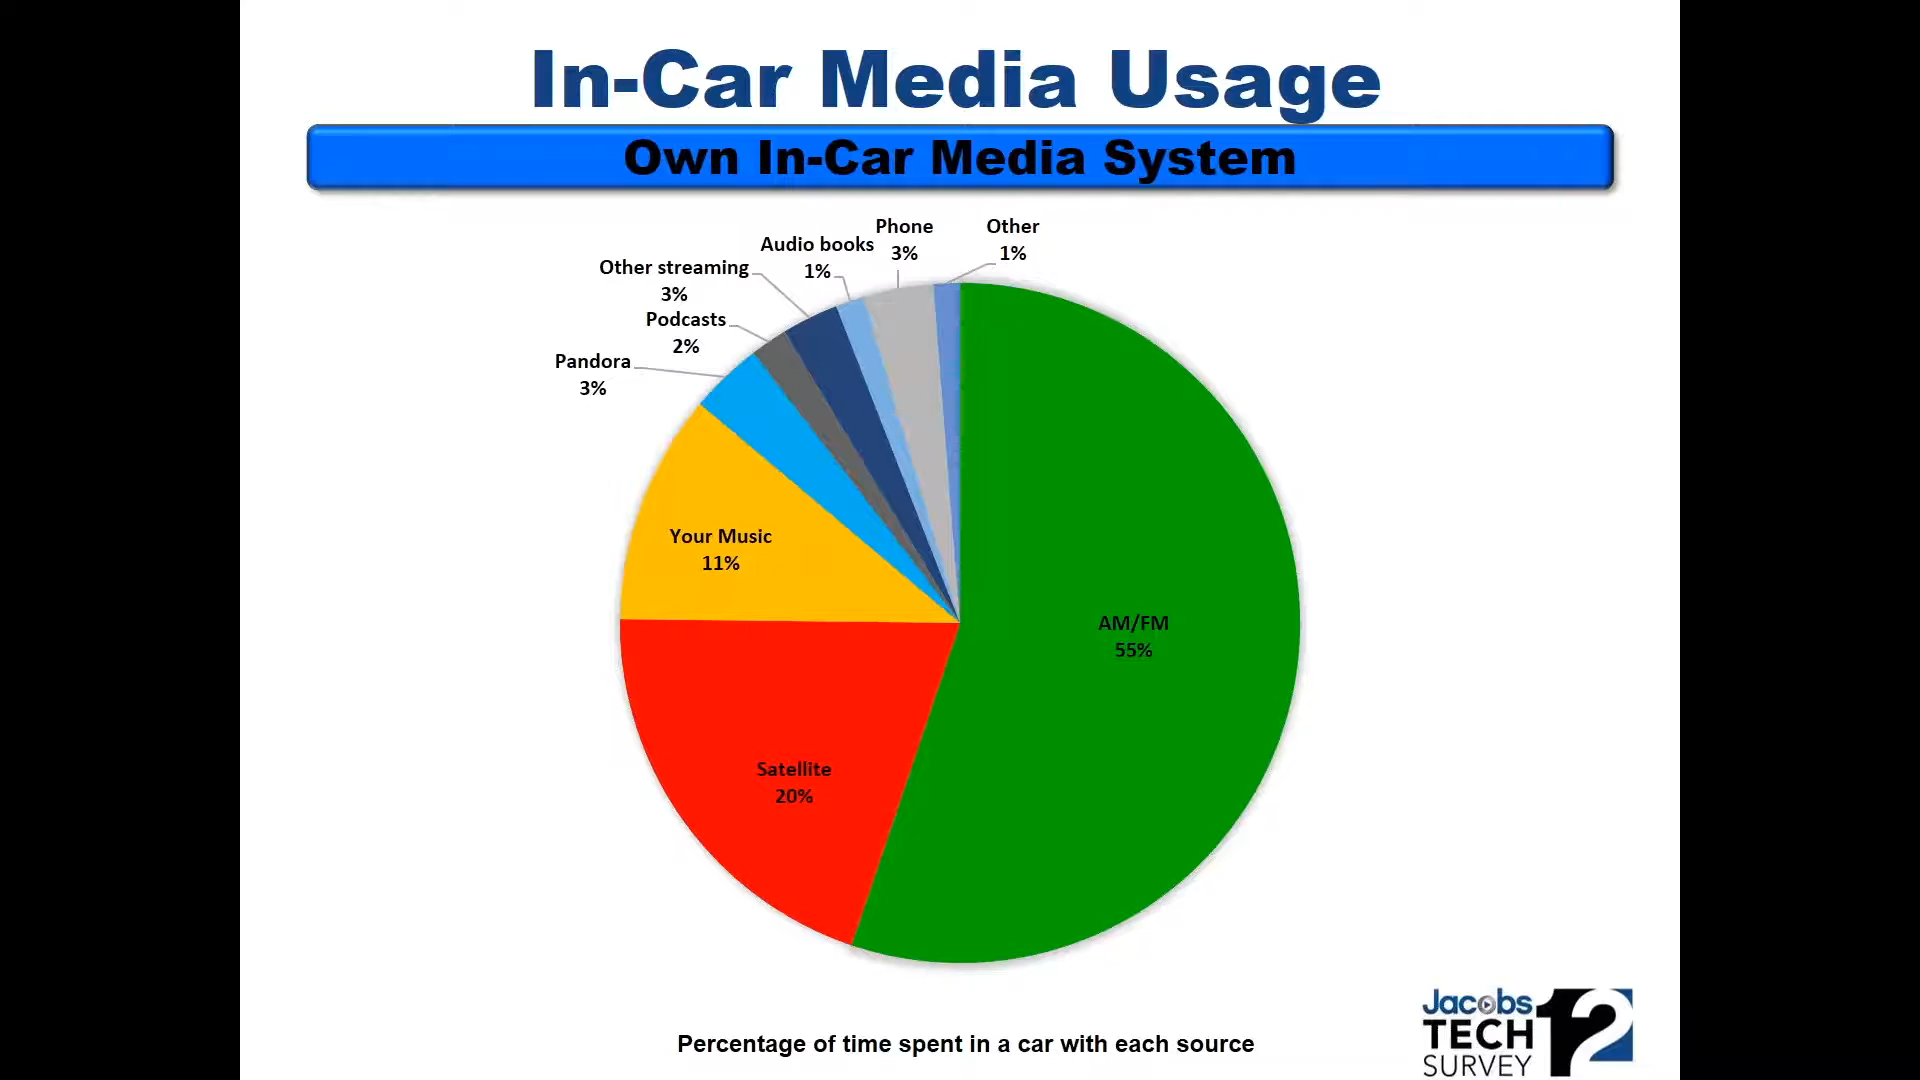 In-Car Media Usage
Own In-Car Media System
Phone
3%
Other
1%
Audio books
1%
Other streaming
3%
Podcasts
2%
Pandora
3%
Your Music
11%
AM/FM
55%
Satellite
20%
Percentage of time spent in a car with each source
Jacobs
TECH
SURVEY
12